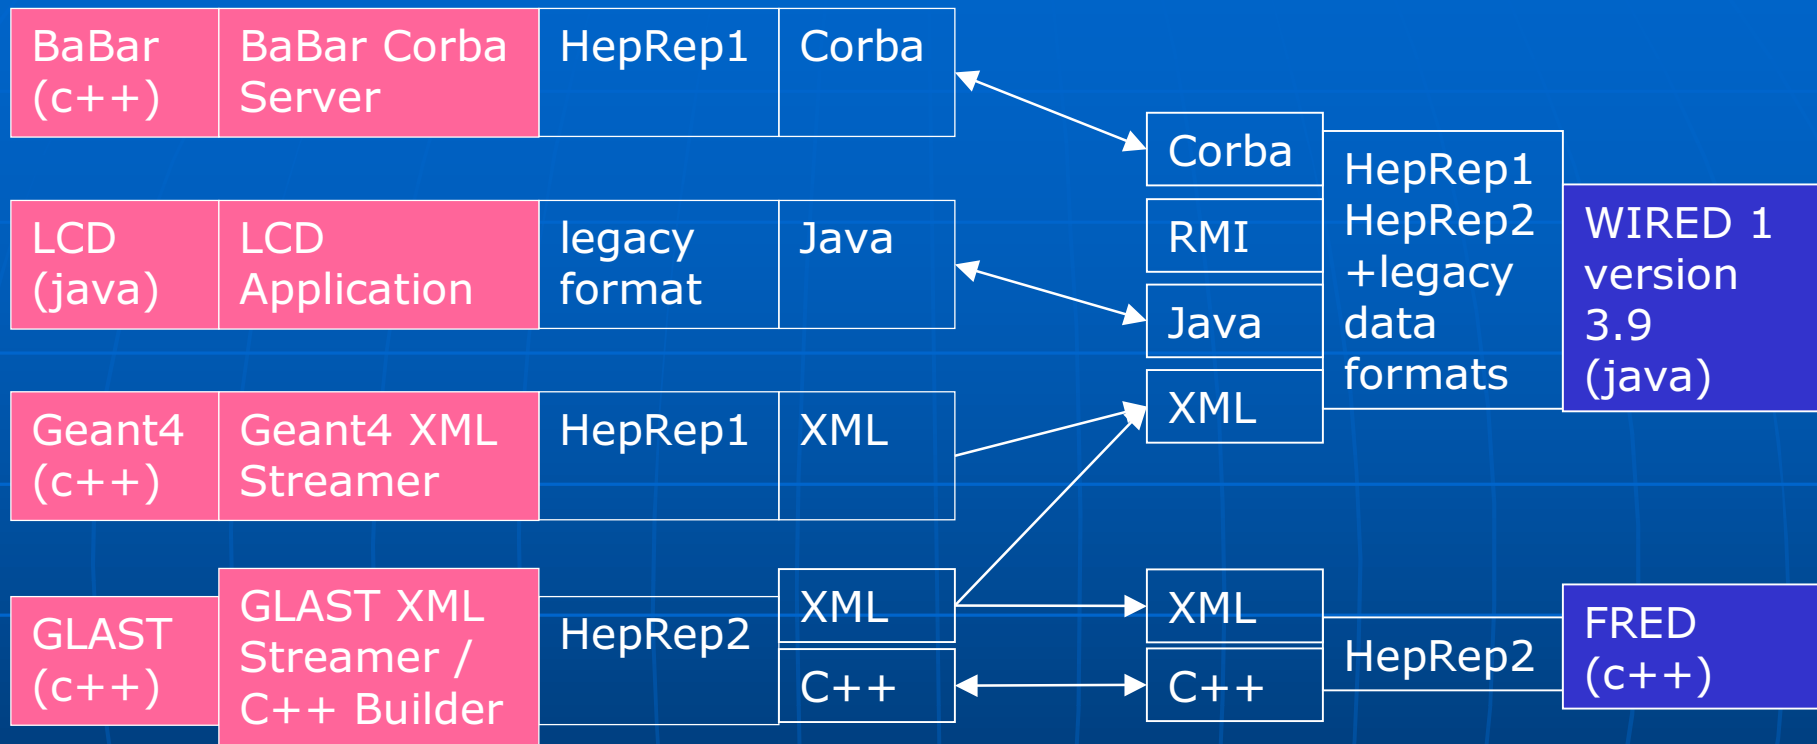 BaBar
(c++)
BaBar Corba
Server
HepRep1
Corba
LCD
(java)
LCD
Application
legacy
format
Java
Geant4
(c++)
Geant4 XML
Streamer
HepRep1
XML
GLAST
(c++)
GLAST XML
Streamer /
C++ Builder
HepRep2
XML
C++
Corba
RMI
Java
XML
HepRep1
HepRep2
+legacy
data
formats
WIRED 1
version
3.9
(java)
XML
C++
HepRep2
FRED
(c++)